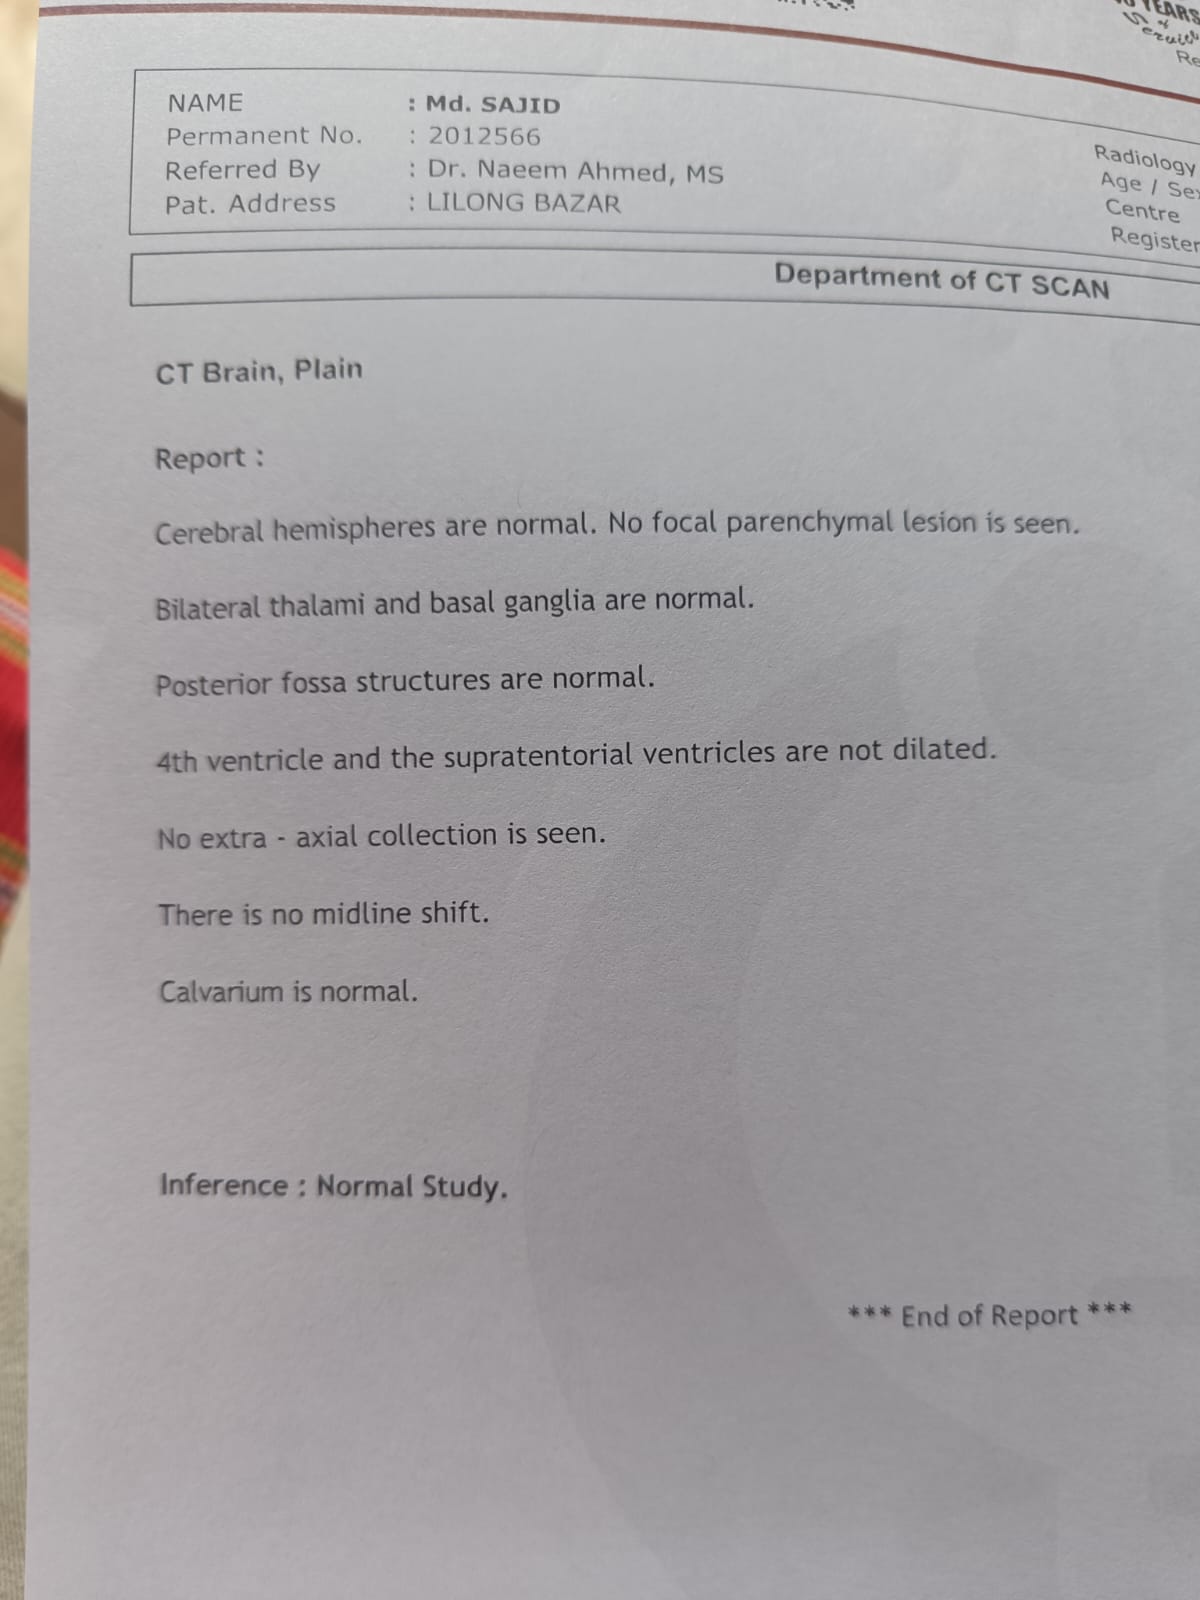 YEARS
Re
NAME : Md. SAJID
Permanent No. : 2012566
Referred By : Dr. Naeem Ahmed, MS
Pat. Address : LILONG BAZAR
Radiology
Age / Sex
Centre
Register
Department of CT SCAN
CT Brain, Plain
Report :
Cerebral hemispheres are normal. No focal parenchymal lesion is seen.
Bilateral thalami and basal ganglia are normal.
Posterior fossa structures are normal.
4th ventricle and the supratentorial ventricles are not dilated.
No extra - axial collection is seen.
There is no midline shift.
Calvarium is normal.
Inference : Normal Study.
*** End of Report ***